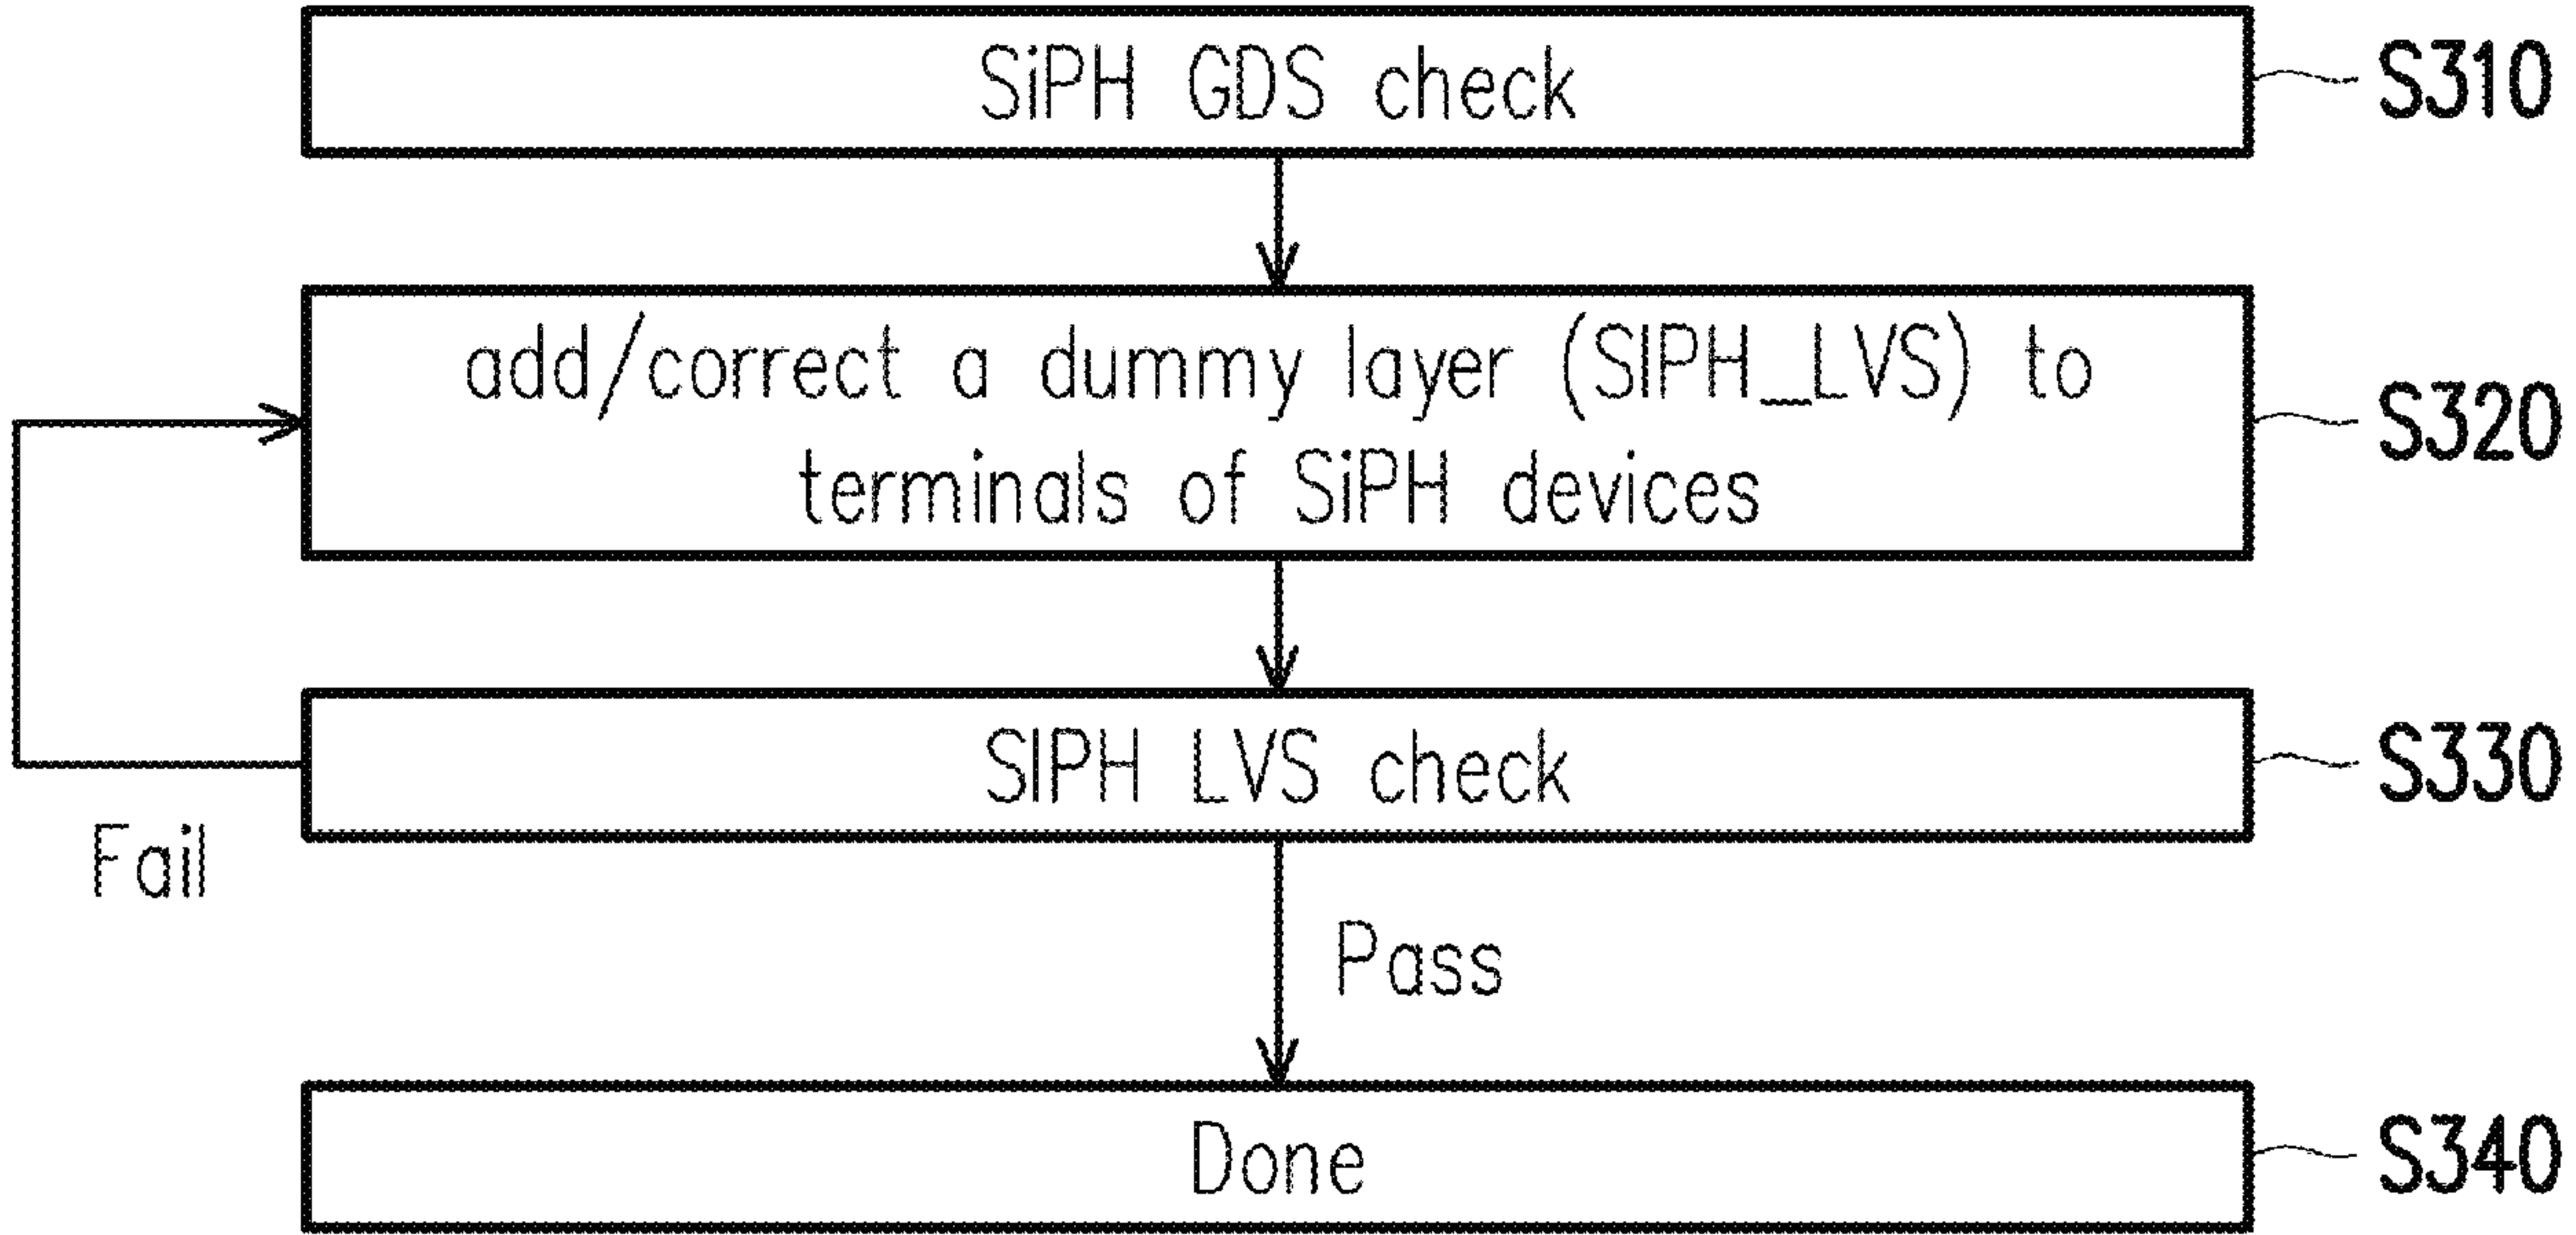 SiPH GDS check
S310
add/correct a dummy layer (SIPH_LVS) to
terminals of SiPH devices
S320
SIPH LVS check
S330
Fail
Pass
Done
S340